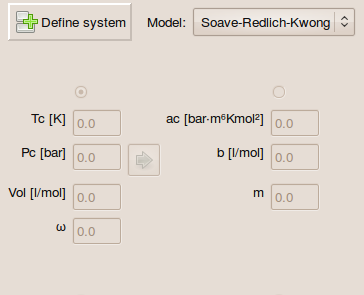 Define system Model: Soave-Redlich-Kwong
Tc [K] 0.0 ac [bar·m⁶Kmol²] 0.0
Pc [bar] 0.0 b [l/mol] 0.0
Vol [l/mol] 0.0 m 0.0
ω 0.0